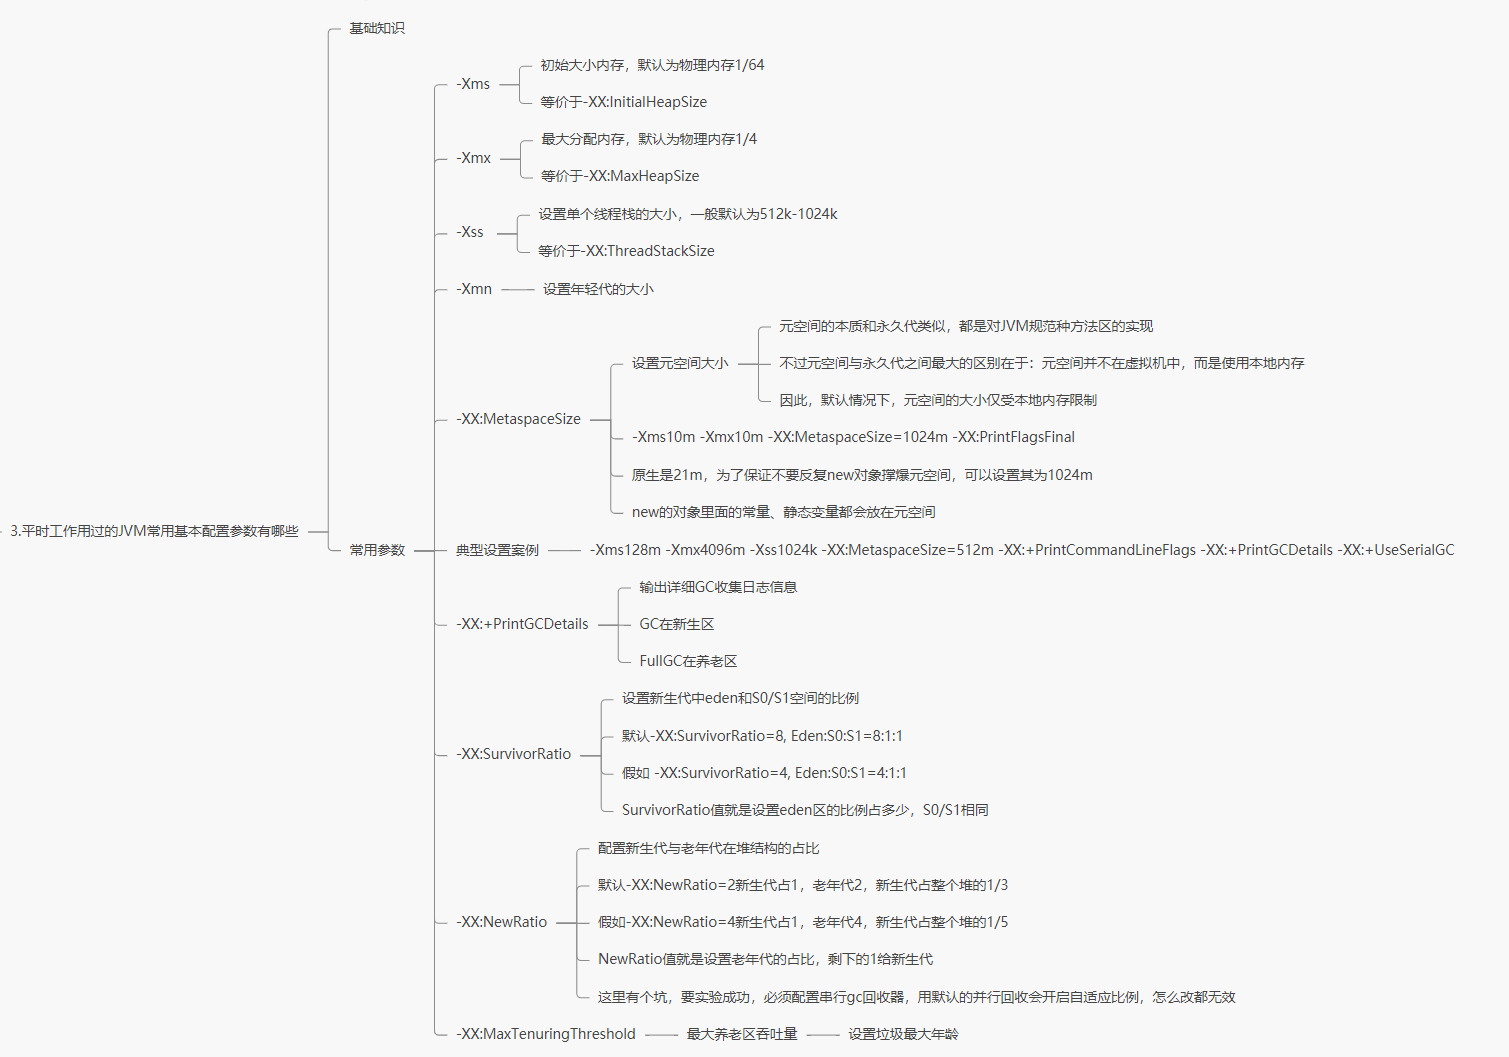 3.平时工作用过的JVM常用基本配置参数有哪些
基础知识
常用参数
-Xms
初始大小内存，默认为物理内存1/64
等价于-XX:InitialHeapSize
-Xmx
最大分配内存，默认为物理内存1/4
等价于-XX:MaxHeapSize
-Xss
设置单个线程栈的大小，一般默认为512k-1024k
等价于-XX:ThreadStackSize
-Xmn
设置年轻代的大小
-XX:MetaspaceSize
设置元空间大小
元空间的本质和永久代类似，都是对JVM规范种方法区的实现
不过元空间与永久代之间最大的区别在于：元空间并不在虚拟机中，而是使用本地内存
因此，默认情况下，元空间的大小仅受本地内存限制
-Xms10m -Xmx10m -XX:MetaspaceSize=1024m -XX:PrintFlagsFinal
原生是21m，为了保证不要反复new对象撑爆元空间，可以设置其为1024m
new的对象里面的常量、静态变量都会放在元空间
典型设置案例
-Xms128m -Xmx4096m -Xss1024k -XX:MetaspaceSize=512m -XX:+PrintCommandLineFlags -XX:+PrintGCDetails -XX:+UseSerialGC
-XX:+PrintGCDetails
输出详细GC收集日志信息
GC在新生区
FullGC在养老区
-XX:SurvivorRatio
设置新生代中eden和S0/S1空间的比例
默认-XX:SurvivorRatio=8, Eden:S0:S1=8:1:1
假如 -XX:SurvivorRatio=4, Eden:S0:S1=4:1:1
SurvivorRatio值就是设置eden区的比例占多少，S0/S1相同
-XX:NewRatio
配置新生代与老年代在堆结构的占比
默认-XX:NewRatio=2新生代占1，老年代2，新生代占整个堆的1/3
假如-XX:NewRatio=4新生代占1，老年代4，新生代占整个堆的1/5
NewRatio值就是设置老年代的占比，剩下的1给新生代
这里有个坑，要实验成功，必须配置串行gc回收器，用默认的并行回收会开启自适应比例，怎么改都无效
-XX:MaxTenuringThreshold
最大养老区吞吐量
设置垃圾最大年龄